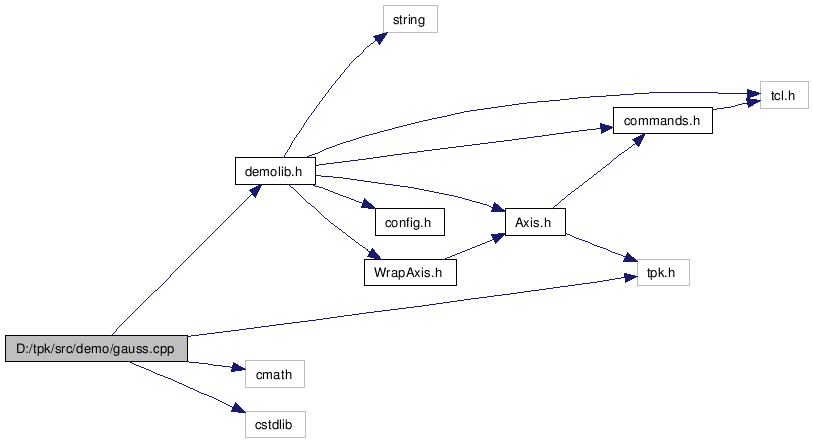 string
tcl.h
commands.h
demolib.h
config.h
Axis.h
WrapAxis.h
tpk.h
D:/tpk/src/demo/gauss.cpp
cmath
cstdlib